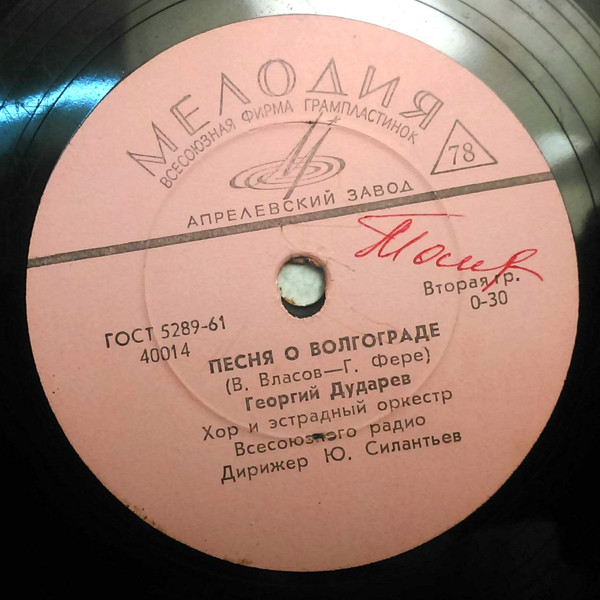 МЕЛОДИЯ
ВСЕСОЮЗНАЯ ФИРМА ГРАМПЛАСТИНОК
78
АПРЕЛЕВСКИЙ ЗАВОД
Вторая гр.
0-30
ГОСТ 5289-61
40014
ПЕСНЯ О ВОЛГОГРАДЕ
(В. Власов—Г. Фере)
Георгий Дударев
Хор и эстрадный оркестр
Всесоюзного радио
Дирижер Ю. Силантьев